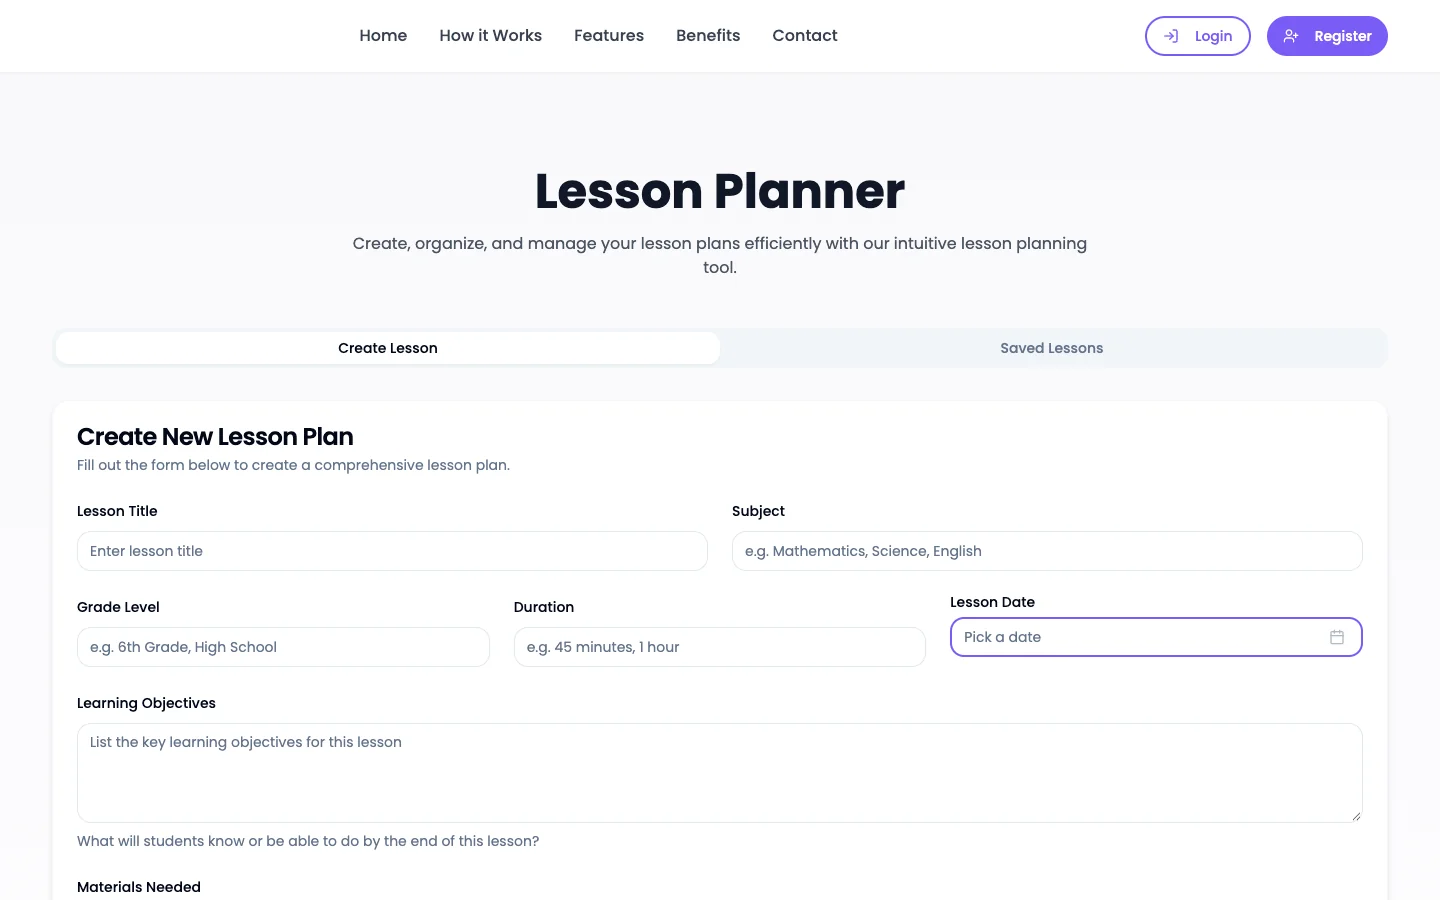 Home
How it Works
Features
Benefits
Contact
Login
Register
Lesson Planner
Create, organize, and manage your lesson plans efficiently with our intuitive lesson planning
tool.
Create Lesson
Saved Lessons
Create New Lesson Plan
Fill out the form below to create a comprehensive lesson plan.
Lesson Title
Enter lesson title
Subject
e.g. Mathematics, Science, English
Grade Level
e.g. 6th Grade, High School
Duration
e.g. 45 minutes, 1 hour
Lesson Date
Pick a date
Learning Objectives
List the key learning objectives for this lesson
What will students know or be able to do by the end of this lesson?
Materials Needed